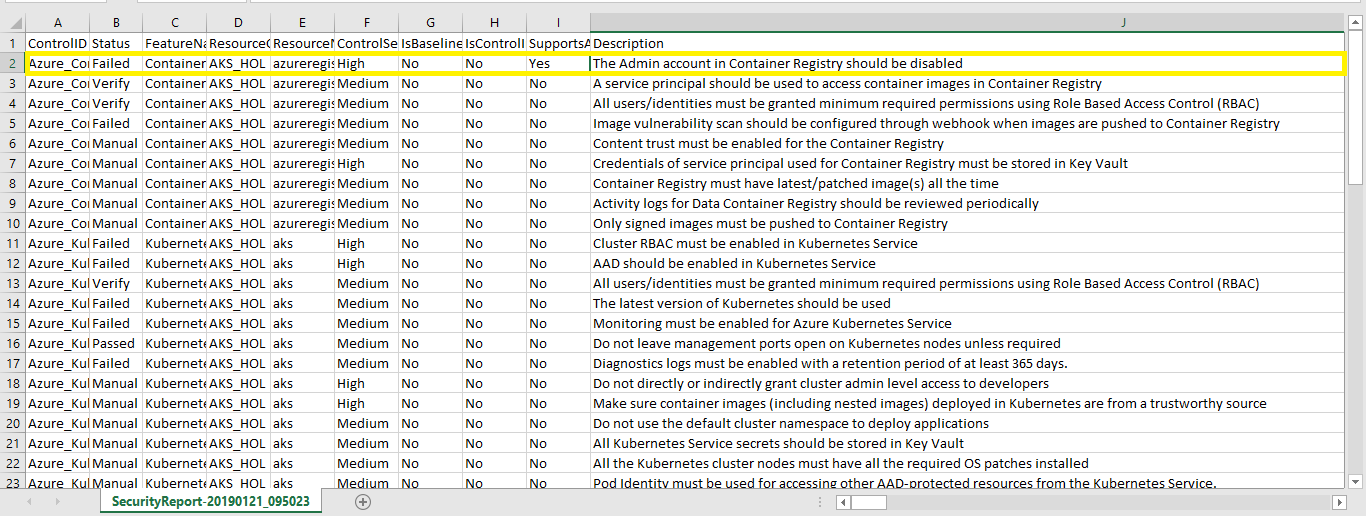 A B C D E F G H I J
1 ControlID Status FeatureNa ResourceG ResourceN ControlSe IsBaseline IsControlI SupportsA Description
2 Azure_Co Failed Container AKS_HOL azureregis High No No Yes The Admin account in Container Registry should be disabled
3 Azure_Co Verify Container AKS_HOL azureregis Medium No No No A service principal should be used to access container images in Container Registry
4 Azure_Co Verify Container AKS_HOL azureregis Medium No No No All users/identities must be granted minimum required permissions using Role Based Access Control (RBAC)
5 Azure_Co Failed Container AKS_HOL azureregis Medium No No No Image vulnerability scan should be configured through webhook when images are pushed to Container Registry
6 Azure_Co Manual Container AKS_HOL azureregis Medium No No No Content trust must be enabled for the Container Registry
7 Azure_Co Manual Container AKS_HOL azureregis High No No No Credentials of service principal used for Container Registry must be stored in Key Vault
8 Azure_Co Manual Container AKS_HOL azureregis Medium No No No Container Registry must have latest/patched image(s) all the time
9 Azure_Co Manual Container AKS_HOL azureregis Medium No No No Activity logs for Data Container Registry should be reviewed periodically
10 Azure_Co Manual Container AKS_HOL azureregis Medium No No No Only signed images must be pushed to Container Registry
11 Azure_Kul Failed Kubernete AKS_HOL aks High No No No Cluster RBAC must be enabled in Kubernetes Service
12 Azure_Kul Failed Kubernete AKS_HOL aks High No No No AAD should be enabled in Kubernetes Service
13 Azure_Kul Verify Kubernete AKS_HOL aks Medium No No No All users/identities must be granted minimum required permissions using Role Based Access Control (RBAC)
14 Azure_Kul Failed Kubernete AKS_HOL aks Medium No No No The latest version of Kubernetes should be used
15 Azure_Kul Failed Kubernete AKS_HOL aks Medium No No No Monitoring must be enabled for Azure Kubernetes Service
16 Azure_Kul Passed Kubernete AKS_HOL aks Medium No No No Do not leave management ports open on Kubernetes nodes unless required
17 Azure_Kul Failed Kubernete AKS_HOL aks Medium No No No Diagnostics logs must be enabled with a retention period of at least 365 days.
18 Azure_Kul Manual Kubernete AKS_HOL aks High No No No Do not directly or indirectly grant cluster admin level access to developers
19 Azure_Kul Manual Kubernete AKS_HOL aks High No No No Make sure container images (including nested images) deployed in Kubernetes are from a trustworthy source
20 Azure_Kul Manual Kubernete AKS_HOL aks Medium No No No Do not use the default cluster namespace to deploy applications
21 Azure_Kul Manual Kubernete AKS_HOL aks Medium No No No All Kubernetes Service secrets should be stored in Key Vault
22 Azure_Kul Manual Kubernete AKS_HOL aks Medium No No No All the Kubernetes cluster nodes must have all the required OS patches installed
23 Azure_Kul Manual Kubernete AKS_HOL aks Medium No No No Pod Identity must be used for accessing other AAD-protected resources from the Kubernetes Service.
SecurityReport-20190121_095023